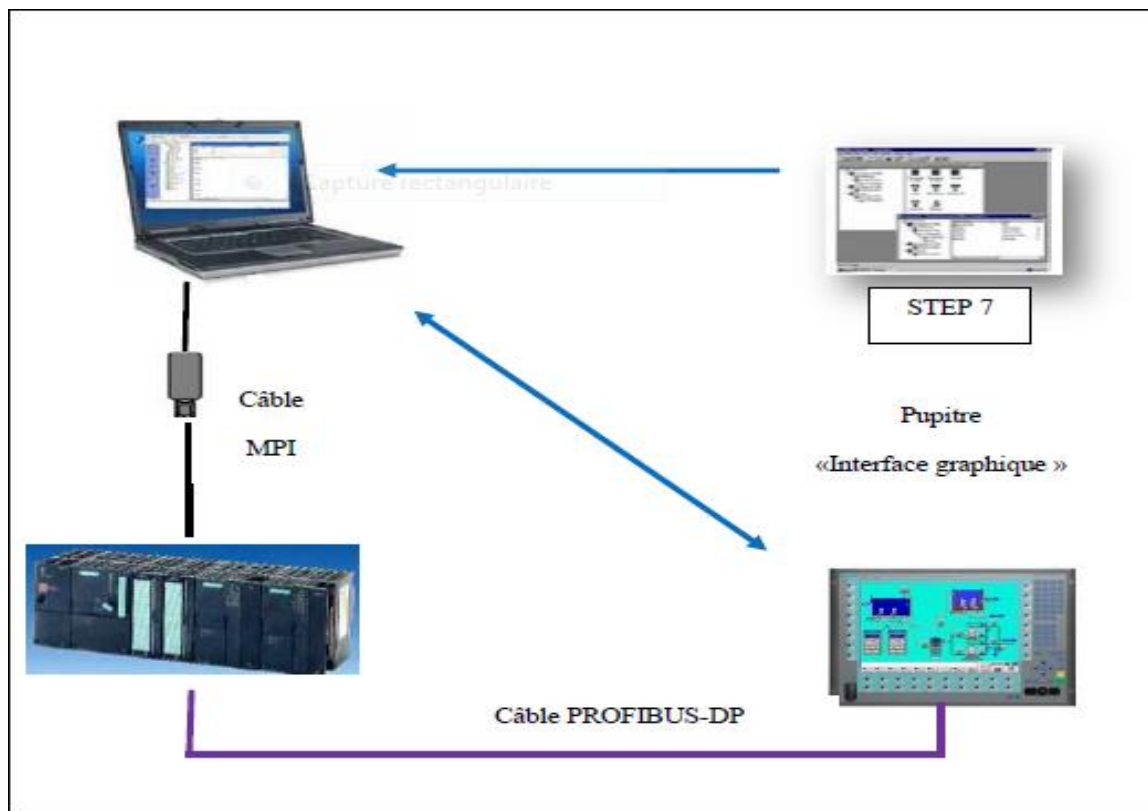 Capture rectangulaire
STEP 7
Câble
MPI
Pupitre
«Interface graphique »
Câble PROFIBUS-DP